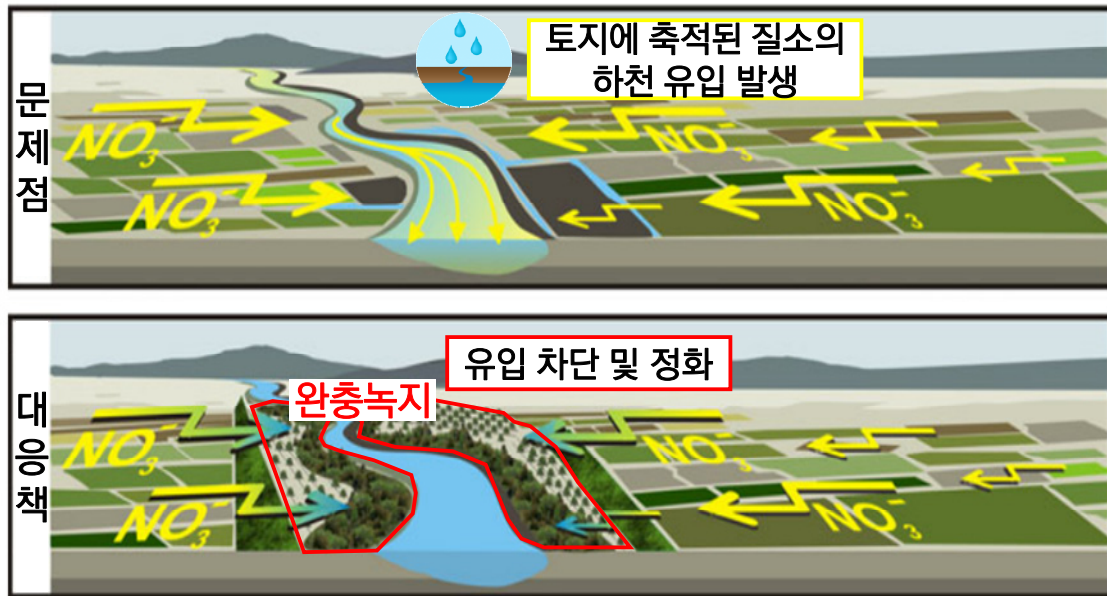 문제점
토지에 축적된 질소의
하천 유입 발생
NO₃⁻
NO₃⁻
NO₃⁻
NO₃⁻
대응책
유입 차단 및 정화
완충녹지
NO₃⁻
NO₃⁻
NO₃⁻
NO₃⁻